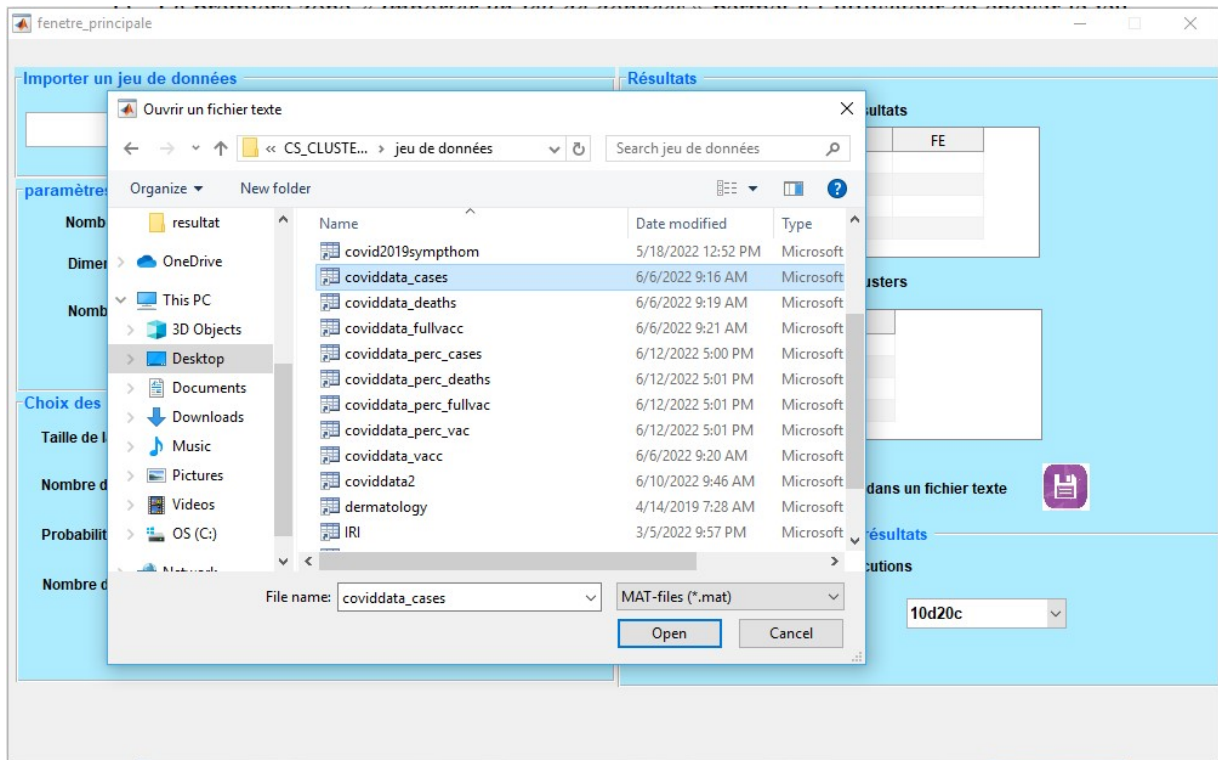 fenetre_principale
Importer un jeu de données
Résultats
Ouvrir un fichier texte
ultats
« CS_CLUSTE... › jeu de données
Search jeu de données
FE
Organize
New folder
paramètres
Nomb
Dimen
Nomb
resultat
OneDrive
This PC
3D Objects
Desktop
Documents
Downloads
Music
Pictures
Videos
OS (C:)
Name Date modified Type
covid2019sympthom 5/18/2022 12:52 PM Microsoft
coviddata_cases 6/6/2022 9:16 AM Microsoft
coviddata_deaths 6/6/2022 9:19 AM Microsoft
coviddata_fullvacc 6/6/2022 9:21 AM Microsoft
coviddata_perc_cases 6/12/2022 5:00 PM Microsoft
coviddata_perc_deaths 6/12/2022 5:01 PM Microsoft
coviddata_perc_fullvac 6/12/2022 5:01 PM Microsoft
coviddata_perc_vac 6/12/2022 5:01 PM Microsoft
coviddata_vacc 6/6/2022 9:20 AM Microsoft
coviddata2 6/10/2022 9:46 AM Microsoft
dermatology 4/14/2019 7:28 AM Microsoft
IRI 3/5/2022 9:57 PM Microsoft
usters
Choix des
Taille de l
Nombre d
Probabilit
Nombre d
dans un fichier texte
résultats
cutions
File name: coviddata_cases
MAT-files (*.mat)
Open
Cancel
10d20c